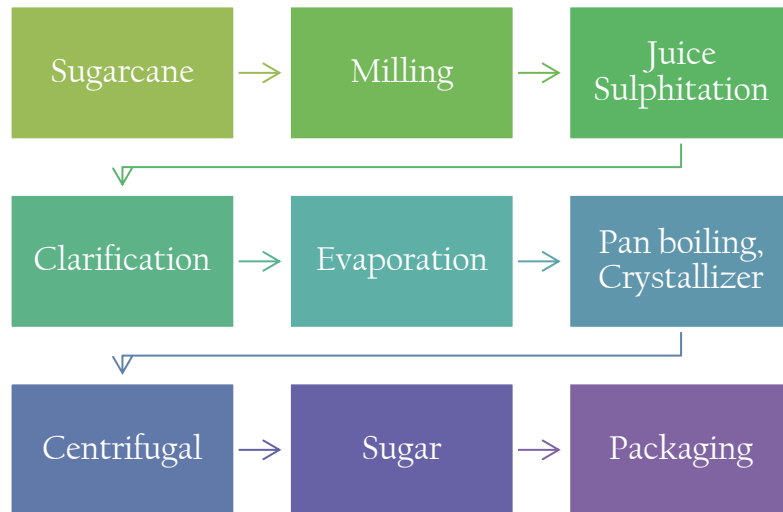 Sugarcane
Milling
Juice
Sulphitation
Clarification
Evaporation
Pan boiling,
Crystallizer
Centrifugal
Sugar
Packaging